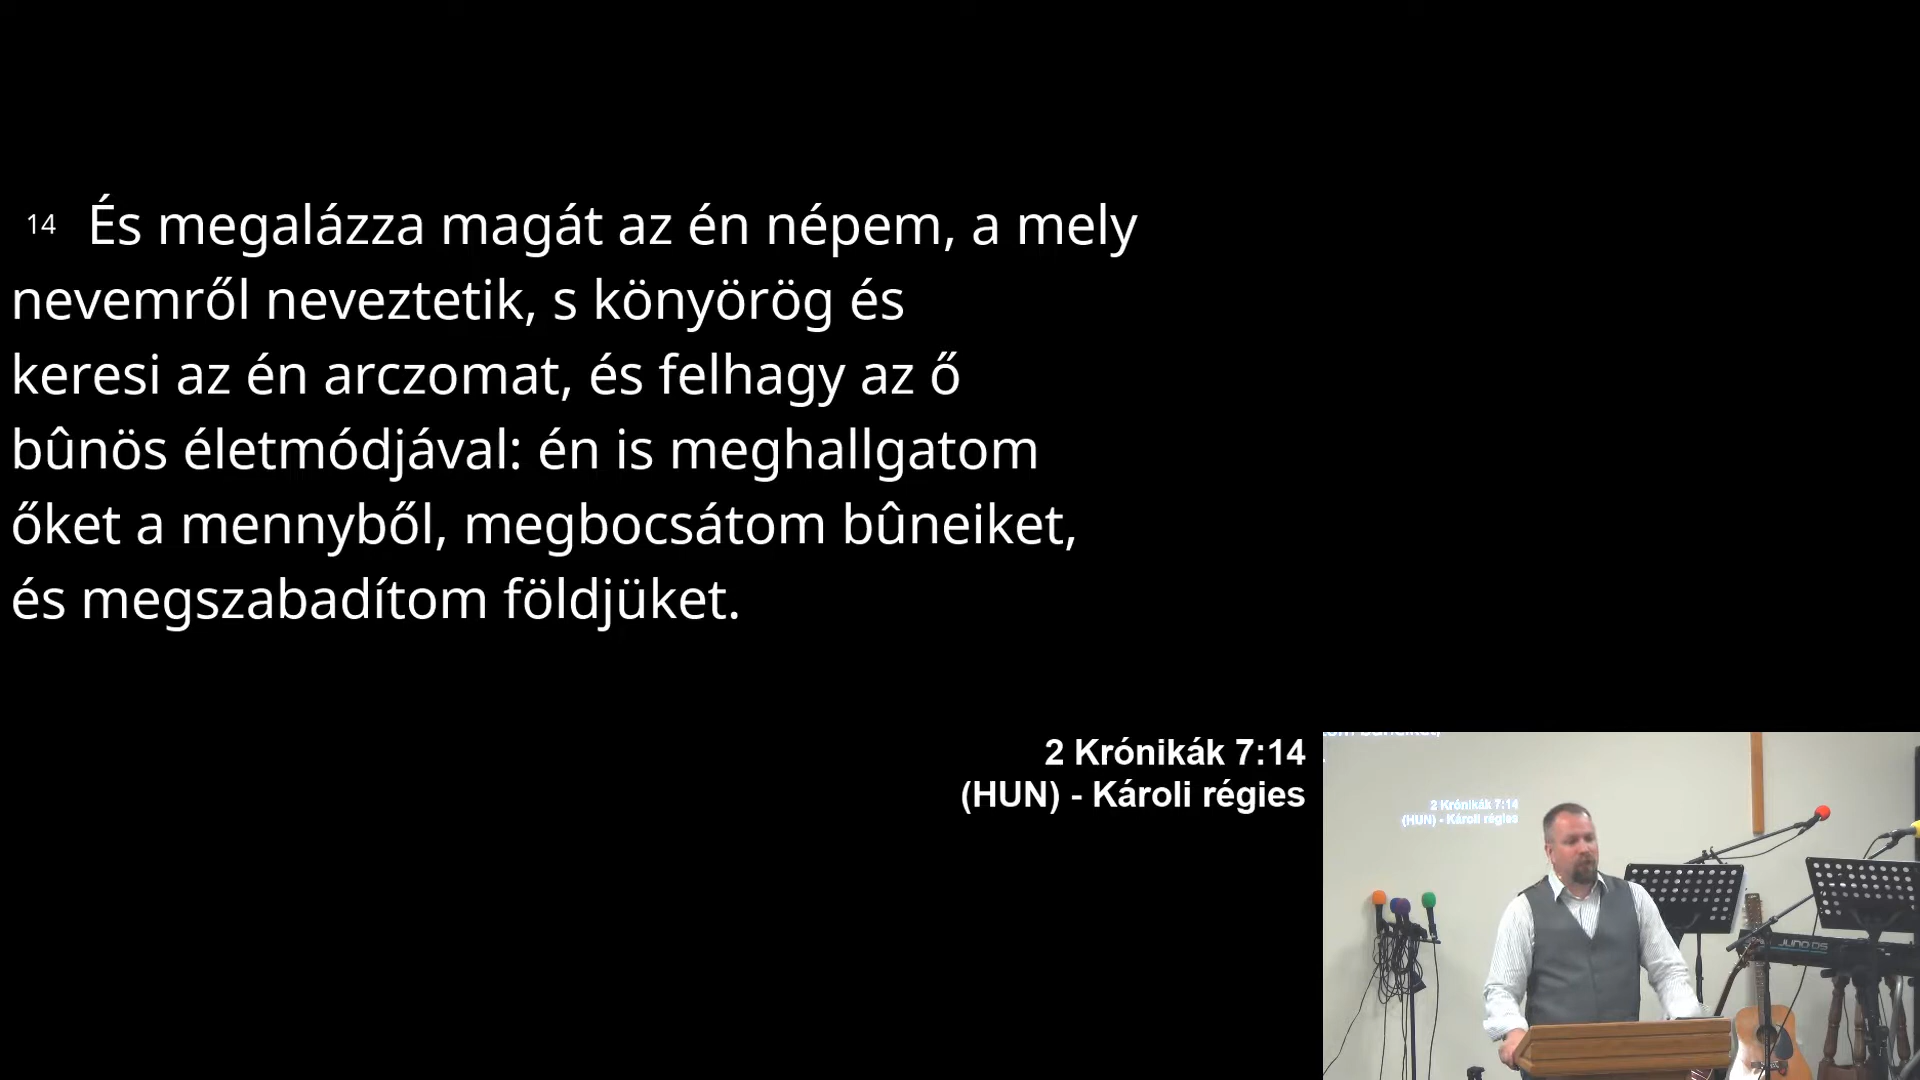 14 És megalázza magát az én népem, a mely
nevemről neveztetik, s könyörög és
keresi az én arczomat, és felhagy az ő
bûnös életmódjával: én is meghallgatom
őket a mennyből, megbocsátom bûneiket,
és megszabadítom földjüket.
2 Krónikák 7:14
(HUN) - Károli régies
2 Krónikák 7:14
(HUN) - Károli régies
JUNO DS